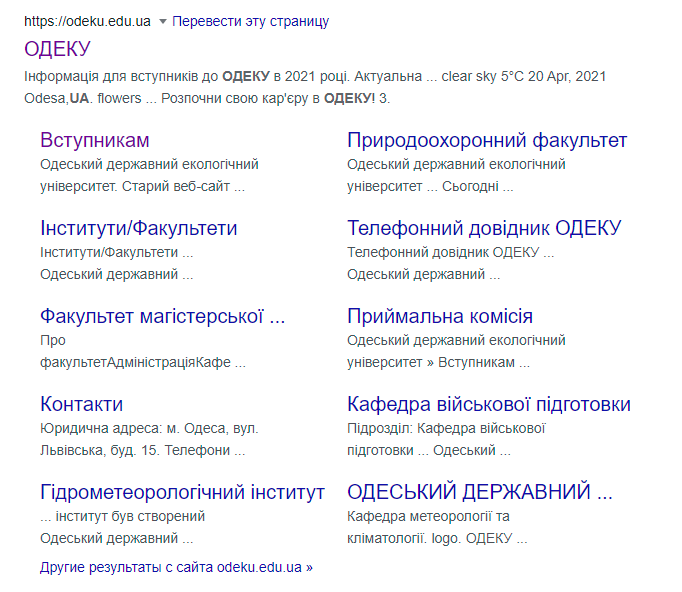 https://odeku.edu.ua ▼ Перевести эту страницу
ОДЕКУ
Інформація для вступників до ОДЕКУ в 2021 році. Актуальна ... clear sky 5°C 20 Apr, 2021
Odesa,UA. flowers ... Розпочни свою кар'єру в ОДЕКУ! 3.
Вступникам
Одеський державний екологічний
університет. Старий веб-сайт ...
Природоохоронний факультет
Одеський державний екологічний
університет ... Сьогодні ...
Інститути/Факультети
Інститути/Факультети ...
Одеський державний ...
Телефонний довідник ОДЕКУ
Телефонний довідник ОДЕКУ ...
Одеський державний ...
Факультет магістерської ...
Про
факультетАдміністраціяКафе ...
Приймальна комісія
Одеський державний екологічний
університет » Вступникам ...
Контакти
Юридична адреса: м. Одеса, вул.
Львівська, буд. 15. Телефони ...
Кафедра військової підготовки
Підрозділ: Кафедра військової
підготовки ... Одеський ...
Гідрометеорологічний інститут
... інститут був створений
Одеський державний ...
ОДЕСЬКИЙ ДЕРЖАВНИЙ ...
Кафедра метеорології та
кліматології. logo. ОДЕКУ ...
Другие результаты с сайта odeku.edu.ua »